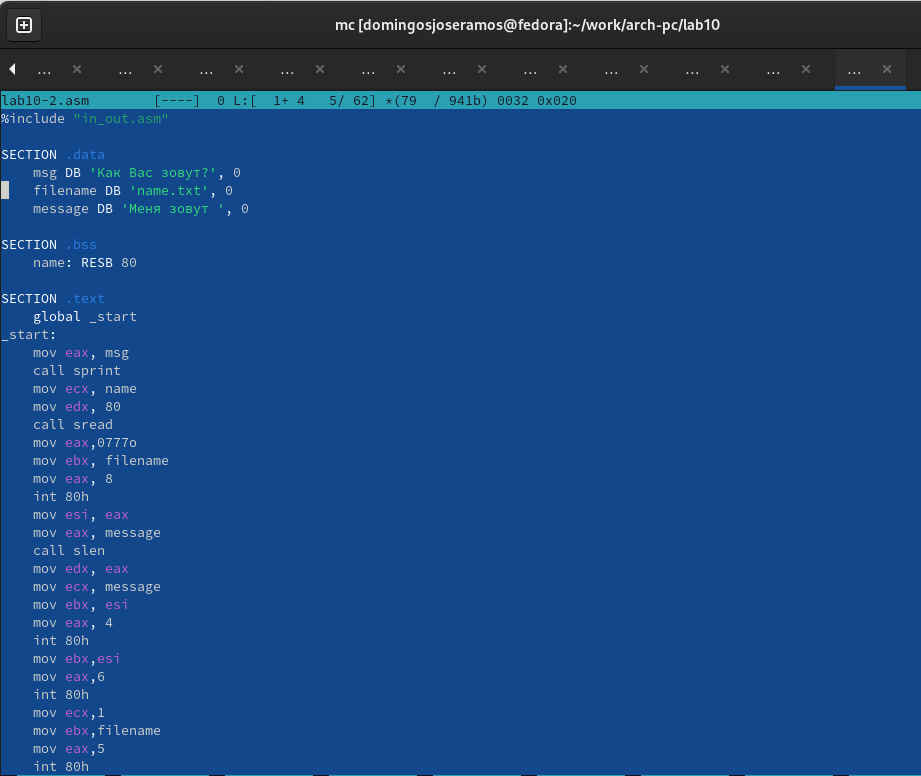 mc [domingosjoseramos@fedora]:~/work/arch-pc/lab10
... × ... × ... × ... × ... × ... × ... × ... × ... × ... × ... ×
lab10-2.asm        [----]  0 L:[  1+ 4   5/ 62] *(79  / 941b) 0032 0x020
%include "in_out.asm"

SECTION .data
    msg DB 'Как Вас зовут?', 0
    filename DB 'name.txt', 0
    message DB 'Меня зовут ', 0

SECTION .bss
    name: RESB 80

SECTION .text
    global _start
_start:
    mov eax, msg
    call sprint
    mov ecx, name
    mov edx, 80
    call sread
    mov eax,0777o
    mov ebx, filename
    mov eax, 8
    int 80h
    mov esi, eax
    mov eax, message
    call slen
    mov edx, eax
    mov ecx, message
    mov ebx, esi
    mov eax, 4
    int 80h
    mov ebx,esi
    mov eax,6
    int 80h
    mov ecx,1
    mov ebx,filename
    mov eax,5
    int 80h